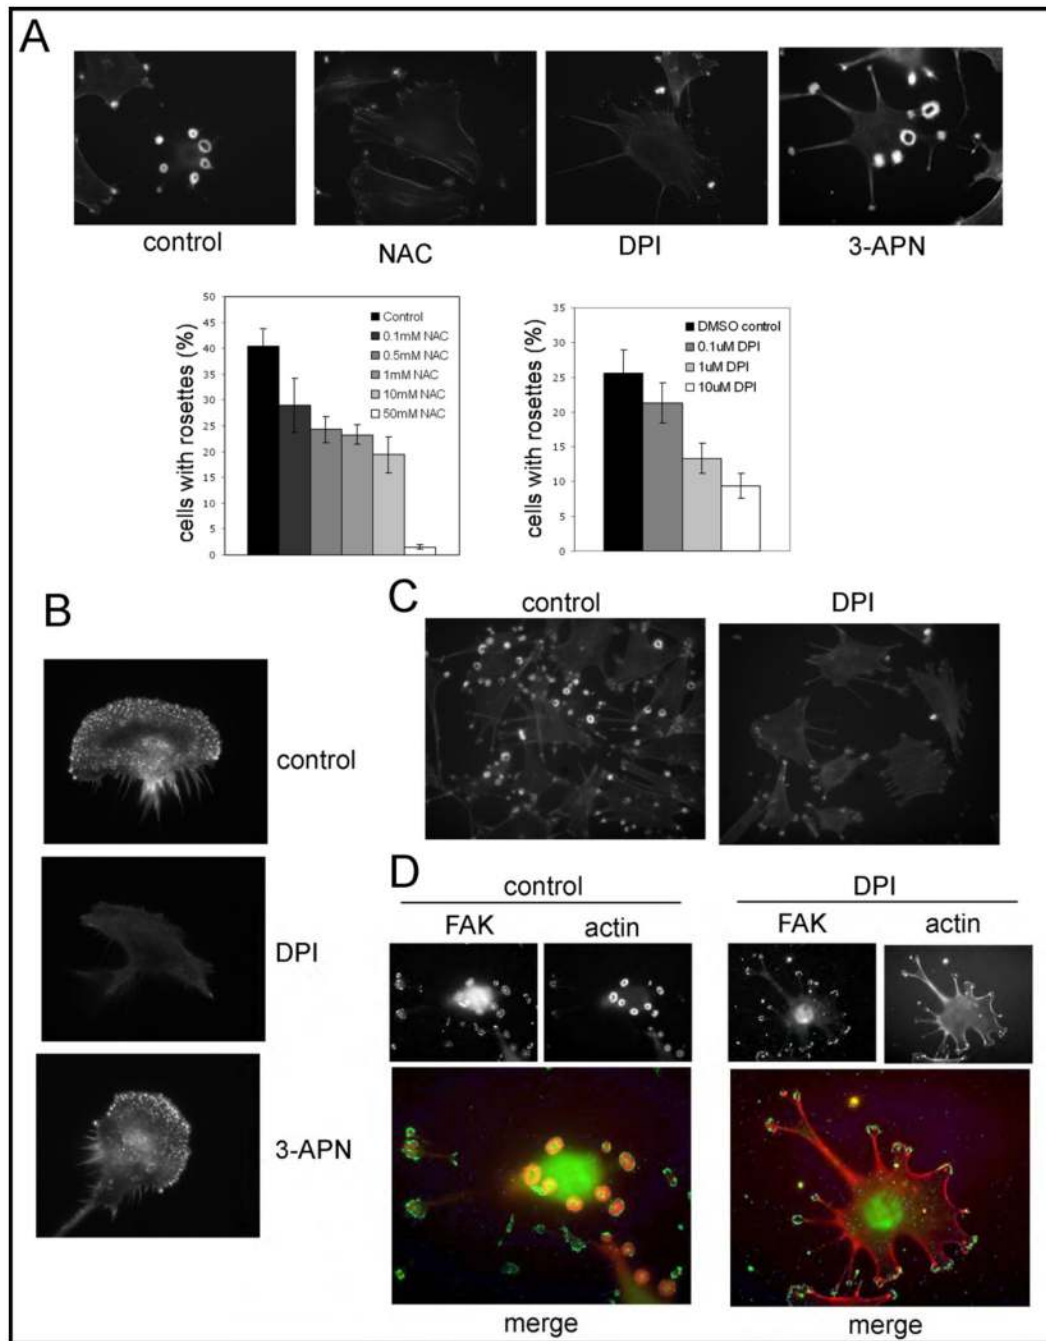 A
control
NAC
DPI
3-APN
cells with rosettes (%)
50
45
40
35
30
25
20
15
10
5
0
Control
0.1mM NAC
0.5mM NAC
1mM NAC
10mM NAC
50mM NAC
cells with rosettes (%)
35
30
25
20
15
10
5
0
DMSO control
0.1uM DPI
1uM DPI
10uM DPI
B
control
DPI
3-APN
C
control
DPI
D
control
DPI
FAK
actin
FAK
actin
merge
merge